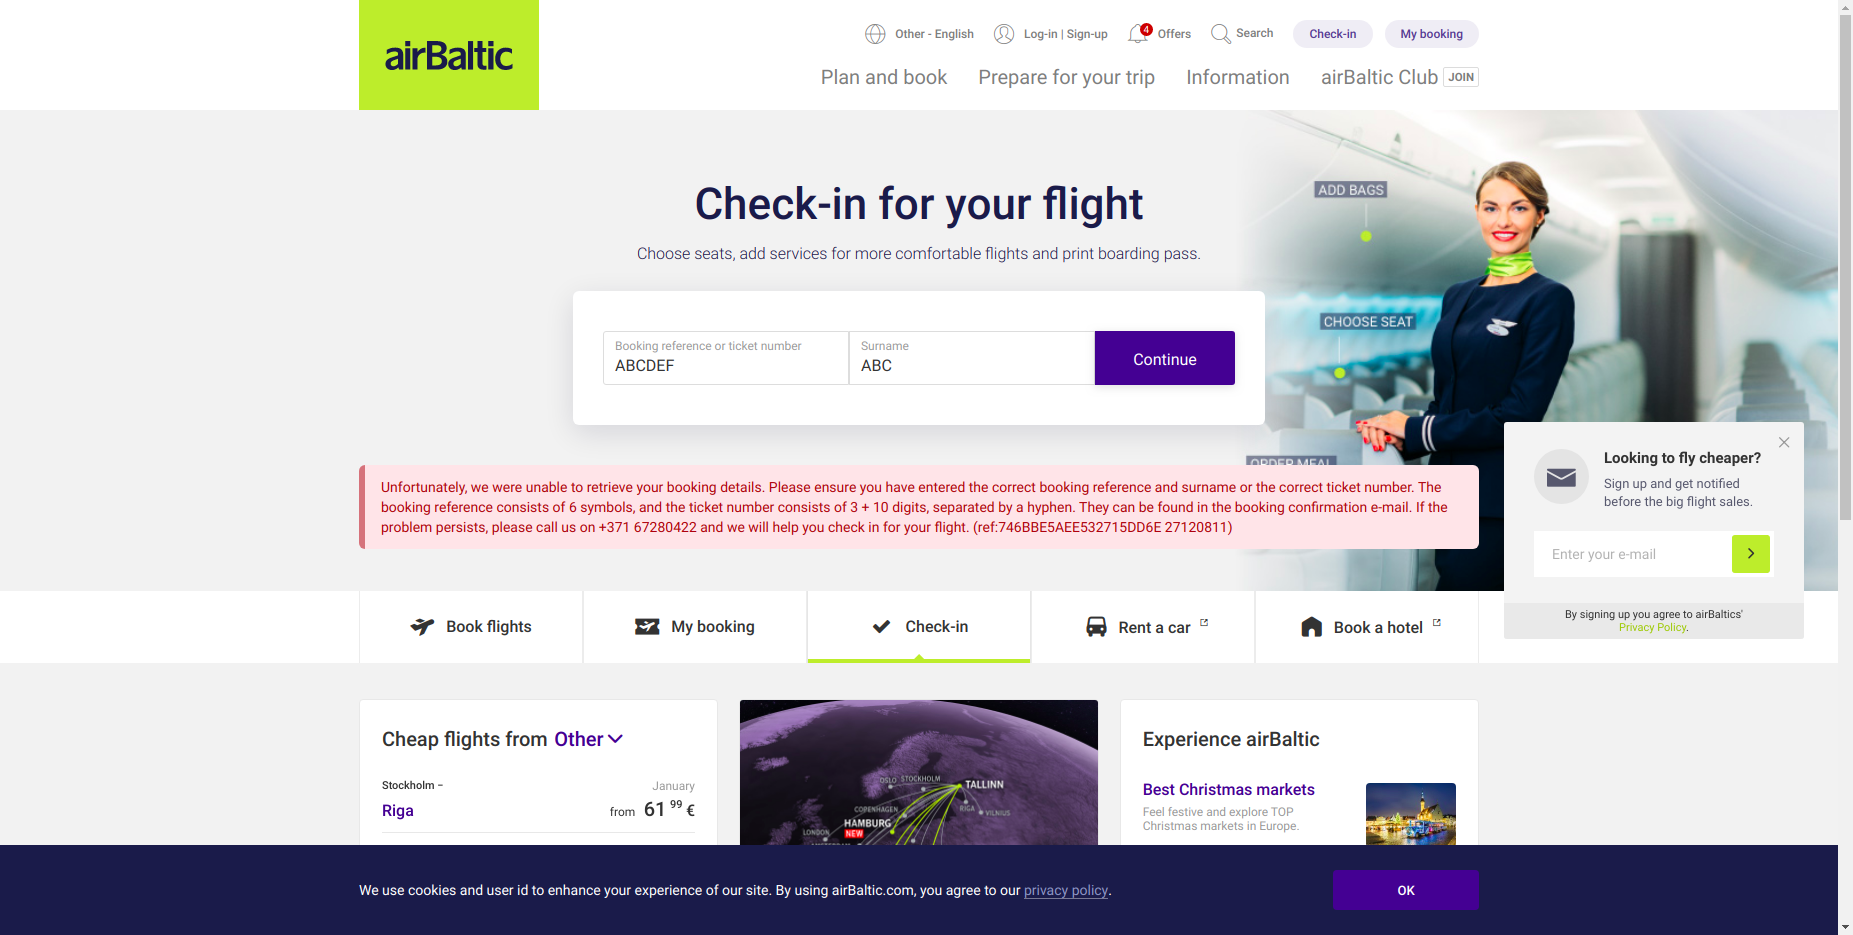 airBaltic
Other - English
Log-in | Sign-up
4
Offers
Search
Check-in
My booking
Plan and book
Prepare for your trip
Information
airBaltic Club JOIN
Check-in for your flight
Choose seats, add services for more comfortable flights and print boarding pass.
ADD BAGS
CHOOSE SEAT
ORDER MEAL
Booking reference or ticket number
ABCDEF
Surname
ABC
Continue
Unfortunately, we were unable to retrieve your booking details. Please ensure you have entered the correct booking reference and surname or the correct ticket number. The
booking reference consists of 6 symbols, and the ticket number consists of 3 + 10 digits, separated by a hyphen. They can be found in the booking confirmation e-mail. If the
problem persists, please call us on +371 67280422 and we will help you check in for your flight. (ref:746BBE5AEE532715DD6E 27120811)
Looking to fly cheaper?
Sign up and get notified
before the big flight sales.
Enter your e-mail
By signing up you agree to airBaltics'
Privacy Policy.
Book flights
My booking
Check-in
Rent a car
Book a hotel
Cheap flights from Other
Stockholm –
January
Riga
from 61 99 €
OSLO
STOCKHOLM
TALLINN
COPENHAGEN
RIGA
VILNIUS
HAMBURG
NEW
LONDON
AMSTERDAM
Experience airBaltic
Best Christmas markets
Feel festive and explore TOP
Christmas markets in Europe.
We use cookies and user id to enhance your experience of our site. By using airBaltic.com, you agree to our privacy policy.
OK